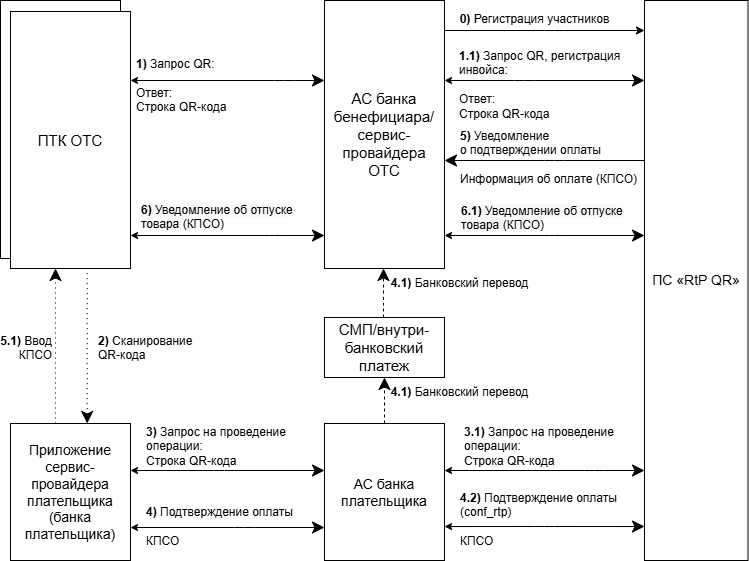 0) Регистрация участников
1) Запрос QR:
Ответ:
Строка QR-кода
ПТК ОТС
АС банка
бенефициара/
сервис-
провайдера
ОТС
1.1) Запрос QR, регистрация
инвойса:
Ответ:
Строка QR-кода
5) Уведомление
о подтверждении оплаты
Информация об оплате (КПСО)
6) Уведомление об отпуске
товара (КПСО)
6.1) Уведомление об отпуске
товара (КПСО)
ПС «RtP QR»
4.1) Банковский перевод
5.1) Ввод
КПСО
2) Сканирование
QR-кода
СМП/внутри-
банковский
платеж
4.1) Банковский перевод
Приложение
сервис-
провайдера
плательщика
(банка
плательщика)
3) Запрос на проведение
операции:
Строка QR-кода
4) Подтверждение оплаты
КПСО
АС банка
плательщика
3.1) Запрос на проведение
операции:
Строка QR-кода
4.2) Подтверждение оплаты
(conf_rtp)
КПСО